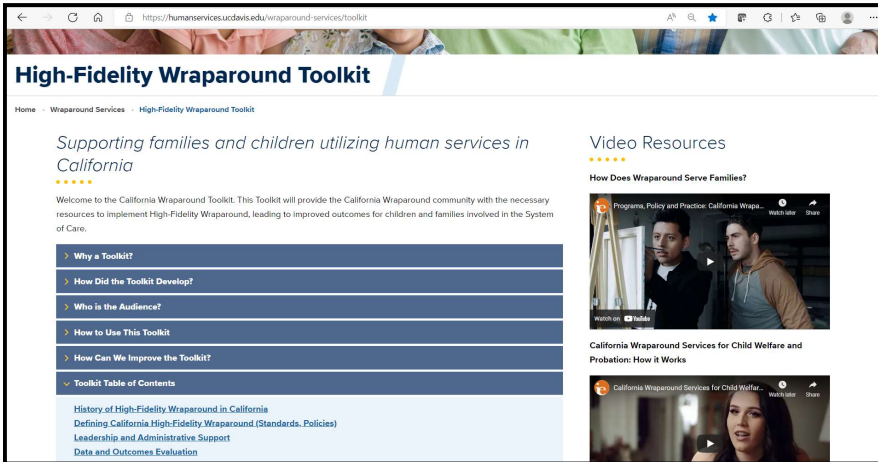 https://humanservices.ucdavis.edu/wraparound-services/toolkit
High-Fidelity Wraparound Toolkit
Home Wraparound Services High-Fidelity Wraparound Toolkit
Supporting families and children utilizing human services in
California
Welcome to the California Wraparound Toolkit. This Toolkit will provide the California Wraparound community with the necessary
resources to implement High-Fidelity Wraparound, leading to improved outcomes for children and families involved in the System
of Care.
Why a Toolkit?
How Did the Toolkit Develop?
Who is the Audience?
How to Use This Toolkit
How Can We Improve the Toolkit?
Toolkit Table of Contents
History of High-Fidelity Wraparound in California
Defining California High-Fidelity Wraparound (Standards, Policies)
Leadership and Administrative Support
Data and Outcomes Evaluation
Video Resources
How Does Wraparound Serve Families?
Programs, Policy and Practice: California Wrapa...
Watch later Share
Watch on YouTube
California Wraparound Services for Child Welfare and
Probation: How it Works
California Wraparound Services for Child Welfar...
Watch later Share